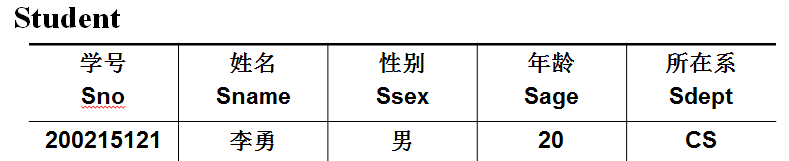 Student
学号 姓名 性别 年龄 所在系
Sno Sname Ssex Sage Sdept
200215121 李勇 男 20 CS